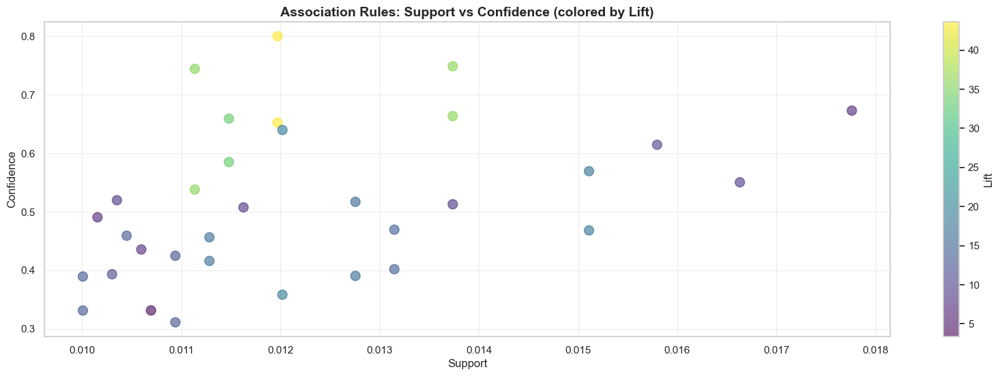 Association Rules: Support vs Confidence (colored by Lift)
0.8
0.7
0.6
0.5
0.4
0.3
Confidence
0.010 0.011 0.012 0.013 0.014 0.015 0.016 0.017 0.018
Support
40
35
30
25
20
15
10
5
Lift